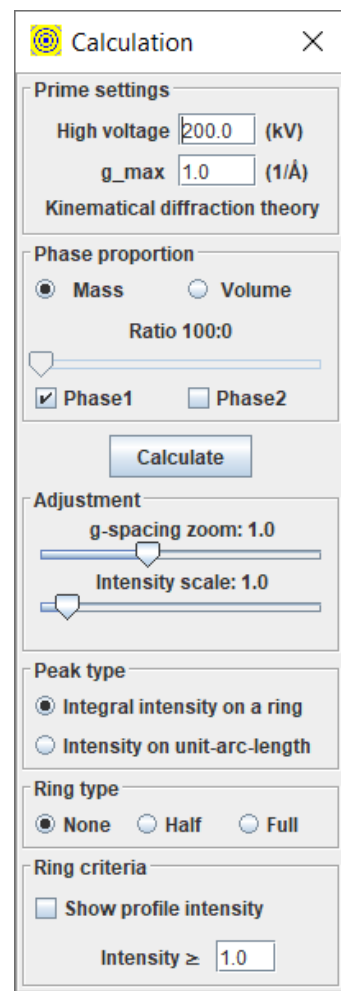 Calculation
Prime settings
High voltage 200.0 (kV)
g_max 1.0 (1/Å)
Kinematical diffraction theory
Phase proportion
Mass Volume
Ratio 100:0
Phase1 Phase2
Calculate
Adjustment
g-spacing zoom: 1.0
Intensity scale: 1.0
Peak type
Integral intensity on a ring
Intensity on unit-arc-length
Ring type
None Half Full
Ring criteria
Show profile intensity
Intensity ≥ 1.0